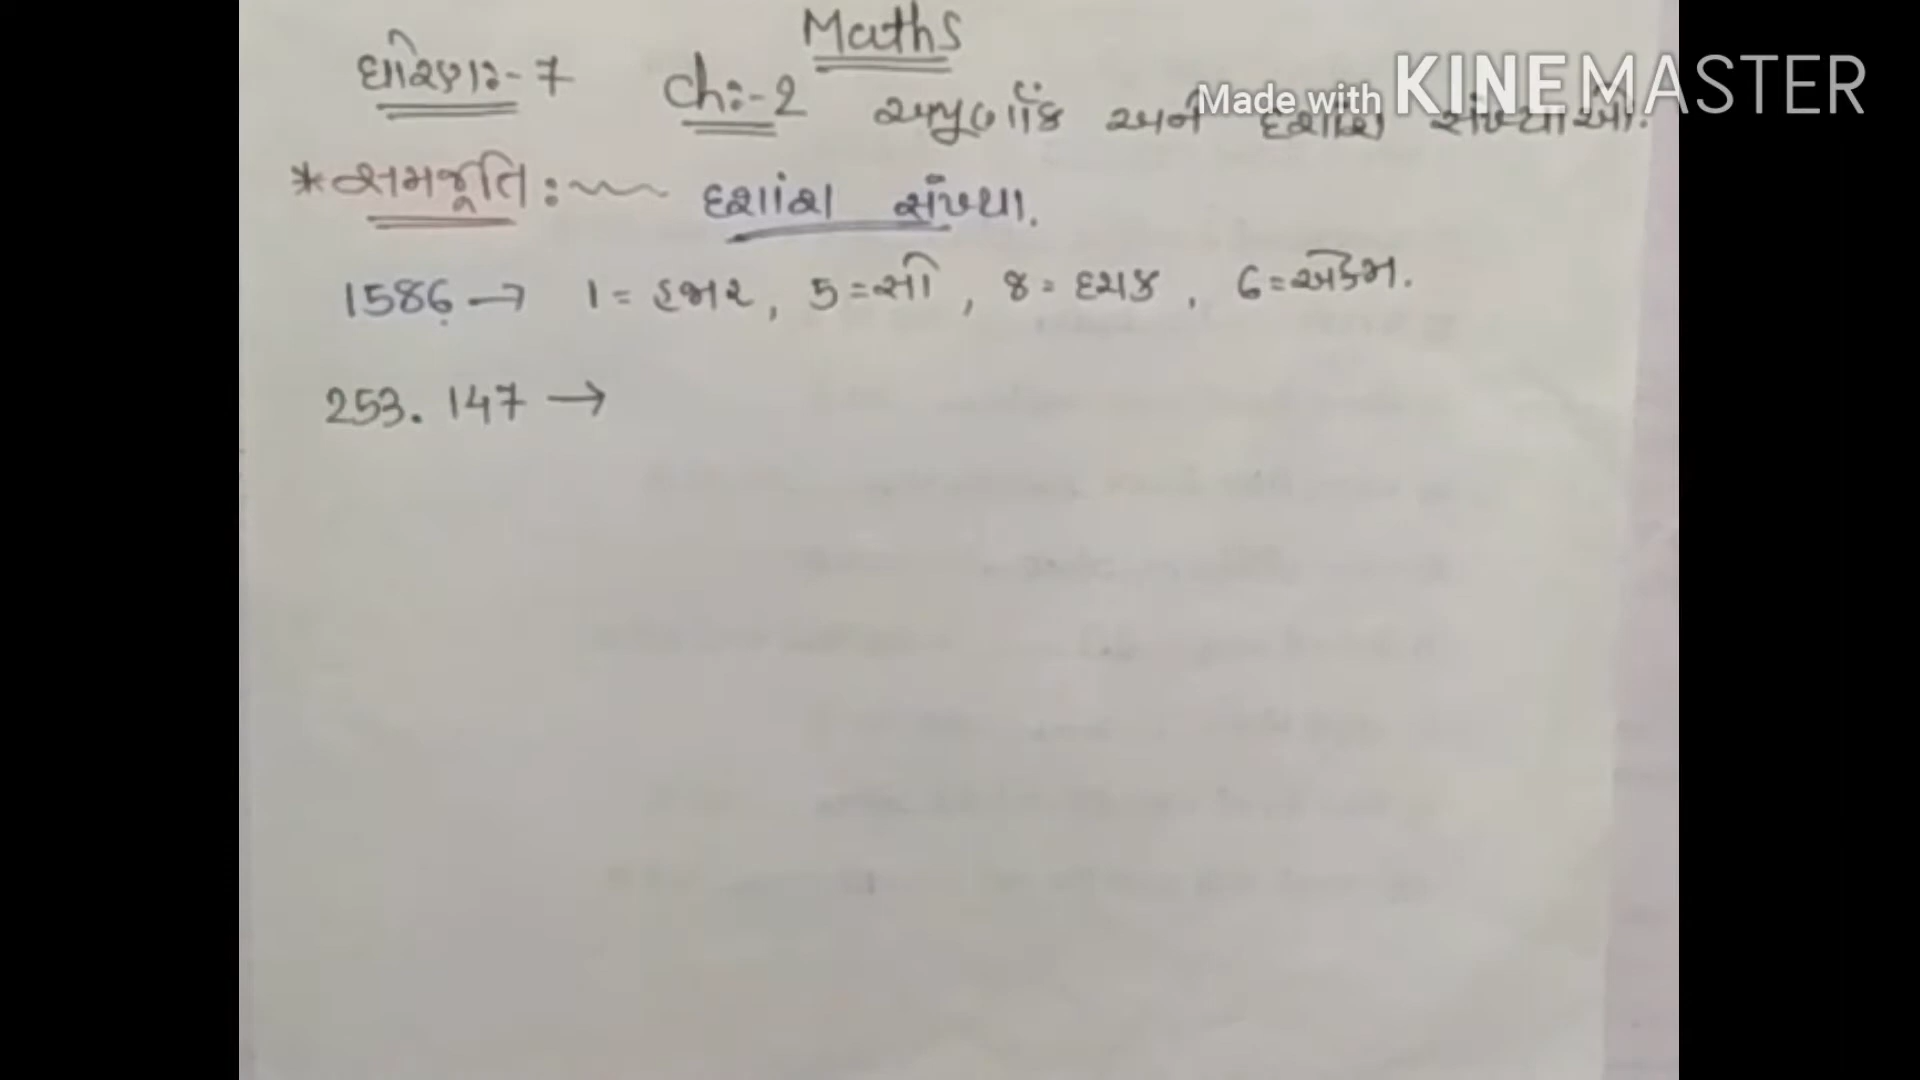 Maths
ધોરણ:- 7 Ch:- 2 અપૂર્ણાંક અને દશાંશ સંખ્યાઓ.
Made with KINEMASTER
* સમજૂતિ :~ દશાંશ સંખ્યા.
1586 → 1 = હજાર, 5 = સો, 8 = દશક, 6 = એકમ.
253.147 →